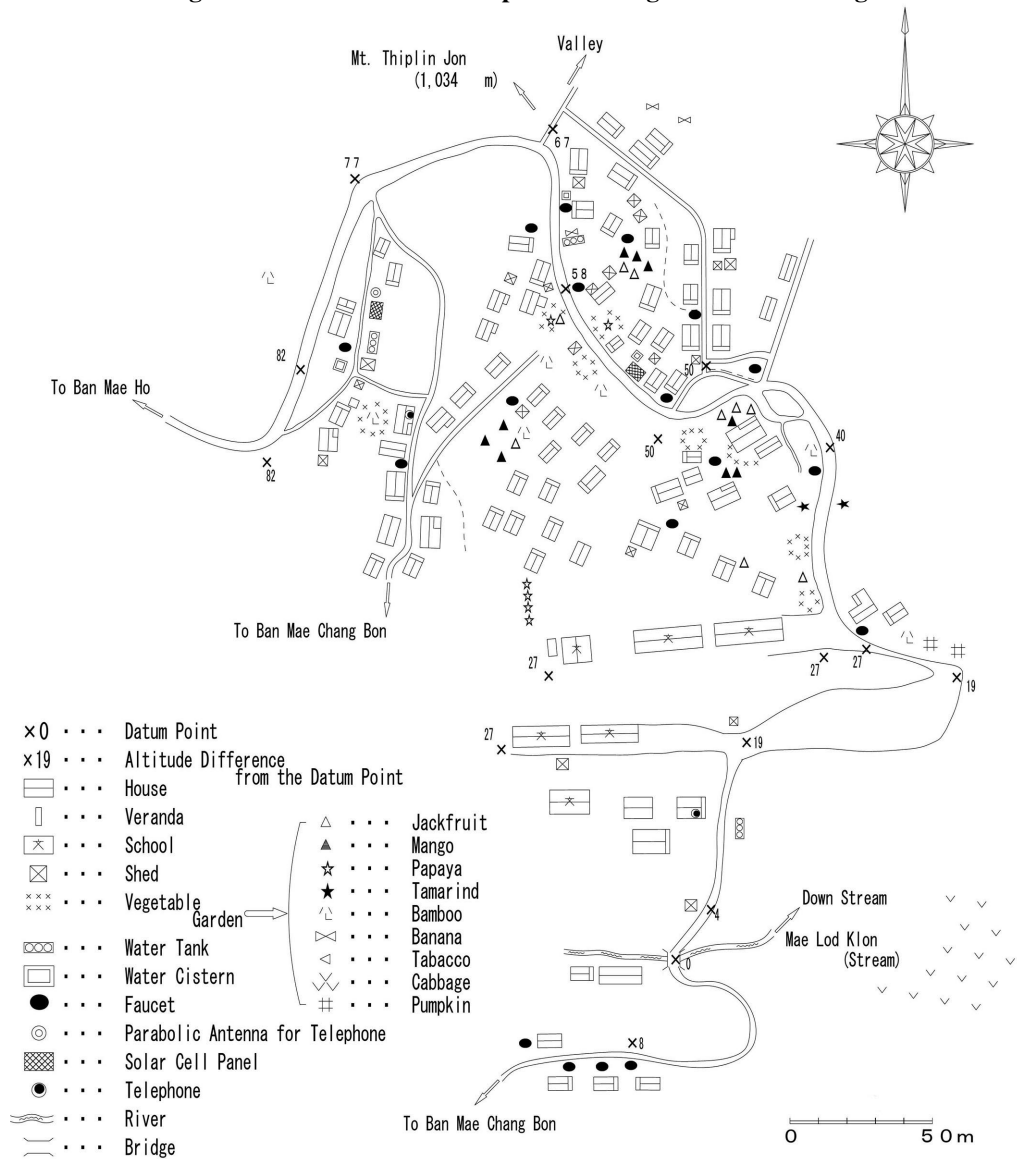 Valley
Mt. Thiplin Jon
(1,034 m)
67
77
58
82
50
To Ban Mae Ho
50
40
82
To Ban Mae Chang Bon
27
27
27
19
27
19
×0 ・・・ Datum Point
×19 ・・・ Altitude Difference
from the Datum Point
・・・ House
・・・ Veranda
・・・ School
・・・ Shed
・・・ Vegetable
Garden
・・・ Water Tank
・・・ Water Cistern
・・・ Faucet
・・・ Parabolic Antenna for Telephone
・・・ Solar Cell Panel
・・・ Telephone
・・・ River
・・・ Bridge
・・・ Jackfruit
・・・ Mango
・・・ Papaya
・・・ Tamarind
・・・ Bamboo
・・・ Banana
・・・ Tabacco
・・・ Cabbage
・・・ Pumpkin
4
Down Stream
Mae Lod Klon
(Stream)
0
8
To Ban Mae Chang Bon
0 50m